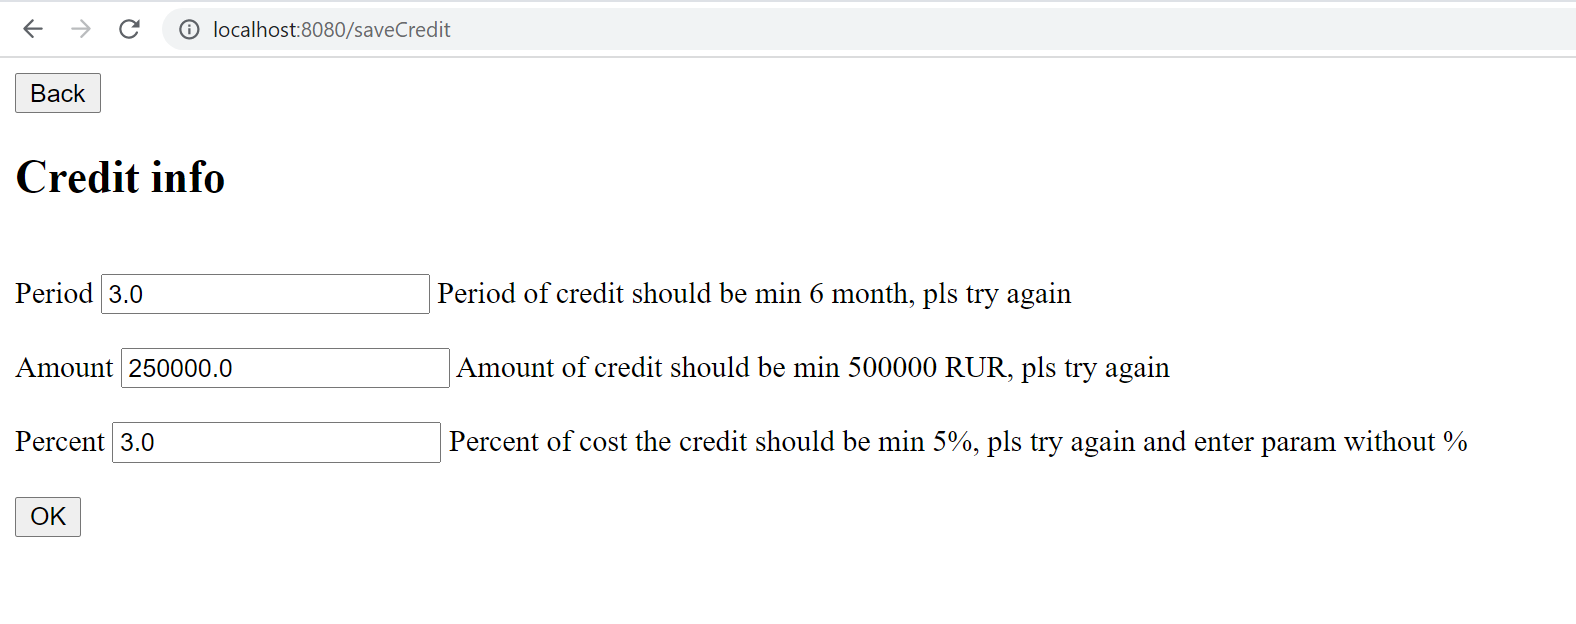 localhost:8080/saveCredit
Back
Credit info
Period 3.0 Period of credit should be min 6 month, pls try again
Amount 250000.0 Amount of credit should be min 500000 RUR, pls try again
Percent 3.0 Percent of cost the credit should be min 5%, pls try again and enter param without %
OK